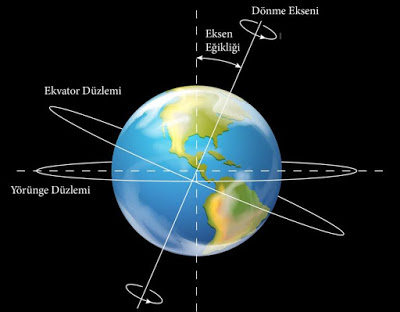 Dönme Ekseni
Eksen
Eğikliği
Ekvator Düzlemi
Yörünge Düzlemi